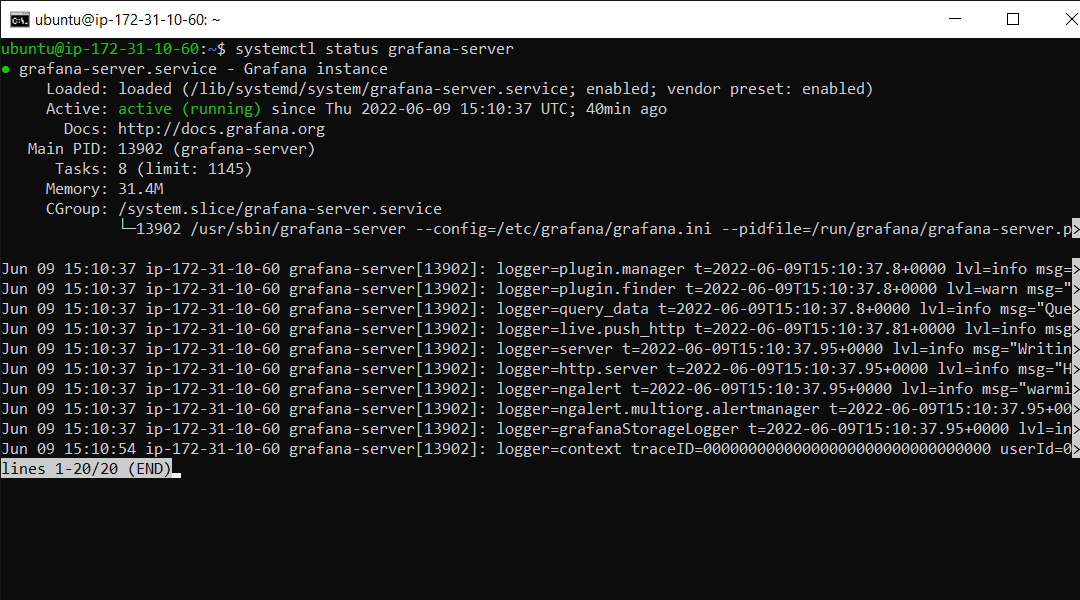 ubuntu@ip-172-31-10-60: ~
ubuntu@ip-172-31-10-60:~$ systemctl status grafana-server
● grafana-server.service - Grafana instance
Loaded: loaded (/lib/systemd/system/grafana-server.service; enabled; vendor preset: enabled)
Active: active (running) since Thu 2022-06-09 15:10:37 UTC; 40min ago
Docs: http://docs.grafana.org
Main PID: 13902 (grafana-server)
Tasks: 8 (limit: 1145)
Memory: 31.4M
CGroup: /system.slice/grafana-server.service
└─13902 /usr/sbin/grafana-server --config=/etc/grafana/grafana.ini --pidfile=/run/grafana/grafana-server.p>
Jun 09 15:10:37 ip-172-31-10-60 grafana-server[13902]: logger=plugin.manager t=2022-06-09T15:10:37.8+0000 lvl=info msg=>
Jun 09 15:10:37 ip-172-31-10-60 grafana-server[13902]: logger=plugin.finder t=2022-06-09T15:10:37.8+0000 lvl=warn msg=">
Jun 09 15:10:37 ip-172-31-10-60 grafana-server[13902]: logger=query_data t=2022-06-09T15:10:37.8+0000 lvl=info msg="Que>
Jun 09 15:10:37 ip-172-31-10-60 grafana-server[13902]: logger=live.push_http t=2022-06-09T15:10:37.81+0000 lvl=info msg>
Jun 09 15:10:37 ip-172-31-10-60 grafana-server[13902]: logger=server t=2022-06-09T15:10:37.95+0000 lvl=info msg="Writin>
Jun 09 15:10:37 ip-172-31-10-60 grafana-server[13902]: logger=http.server t=2022-06-09T15:10:37.95+0000 lvl=info msg="H>
Jun 09 15:10:37 ip-172-31-10-60 grafana-server[13902]: logger=ngalert t=2022-06-09T15:10:37.95+0000 lvl=info msg="warmi>
Jun 09 15:10:37 ip-172-31-10-60 grafana-server[13902]: logger=ngalert.multiorg.alertmanager t=2022-06-09T15:10:37.95+00>
Jun 09 15:10:37 ip-172-31-10-60 grafana-server[13902]: logger=grafanaStorageLogger t=2022-06-09T15:10:37.95+0000 lvl=in>
Jun 09 15:10:54 ip-172-31-10-60 grafana-server[13902]: logger=context traceID=00000000000000000000000000000000 userId=0>
lines 1-20/20 (END)